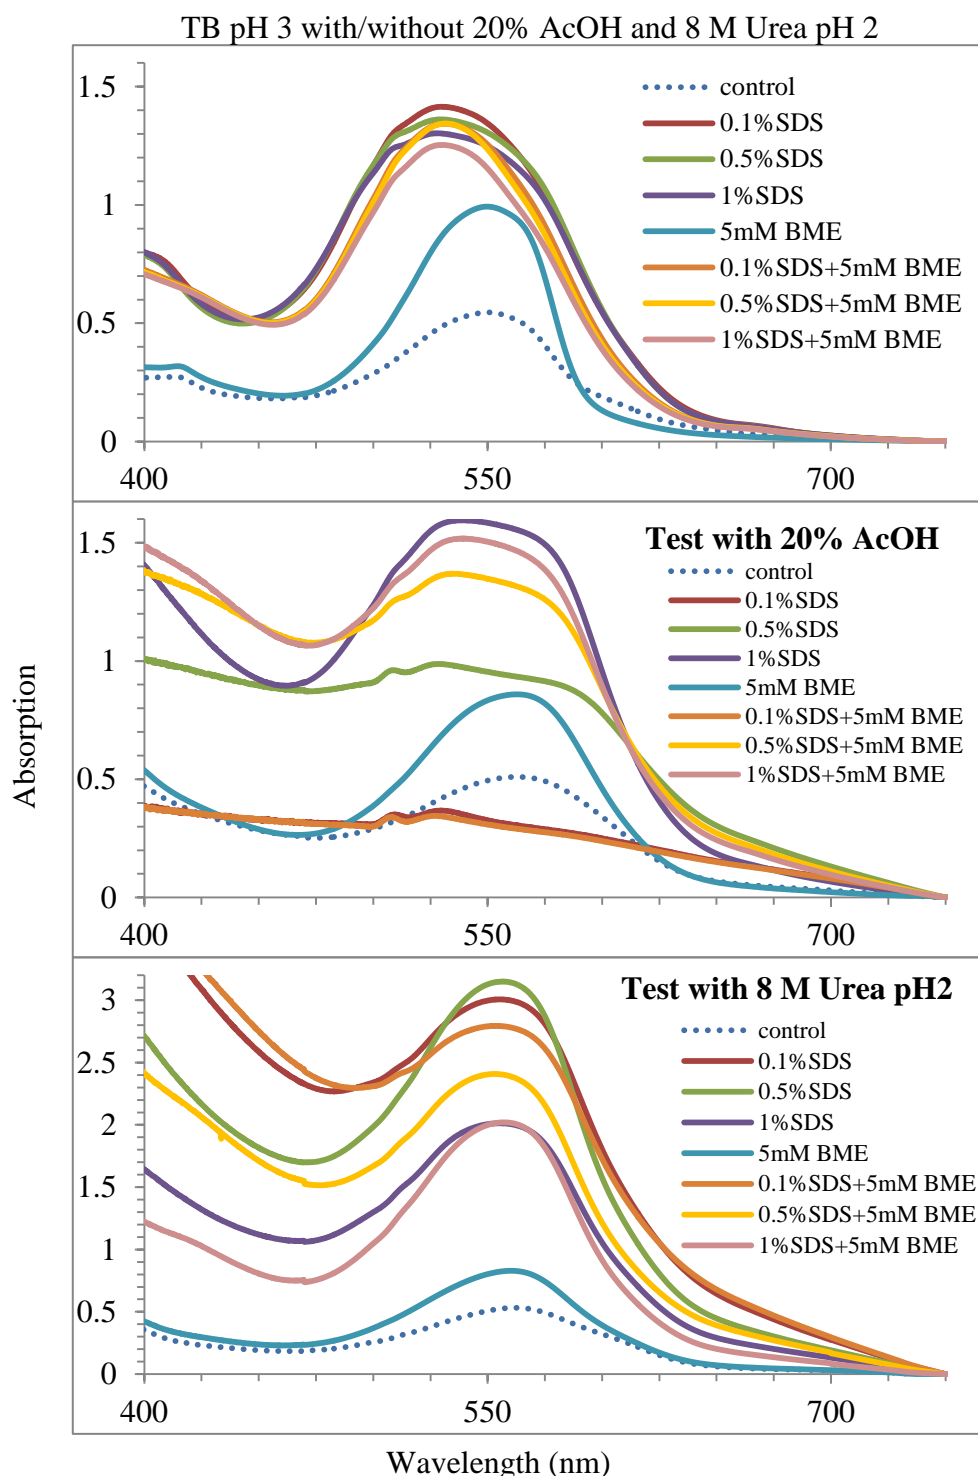 TB pH 3 with/without 20% AcOH and 8 M Urea pH 2
1.5
1
0.5
0
400
550
700
control
0.1%SDS
0.5%SDS
1%SDS
5mM BME
0.1%SDS+5mM BME
0.5%SDS+5mM BME
1%SDS+5mM BME
Test with 20% AcOH
1.5
1
0.5
0
400
550
700
control
0.1%SDS
0.5%SDS
1%SDS
5mM BME
0.1%SDS+5mM BME
0.5%SDS+5mM BME
1%SDS+5mM BME
Absorption
Test with 8 M Urea pH2
3
2.5
2
1.5
1
0.5
0
400
550
700
control
0.1%SDS
0.5%SDS
1%SDS
5mM BME
0.1%SDS+5mM BME
0.5%SDS+5mM BME
1%SDS+5mM BME
Wavelength (nm)